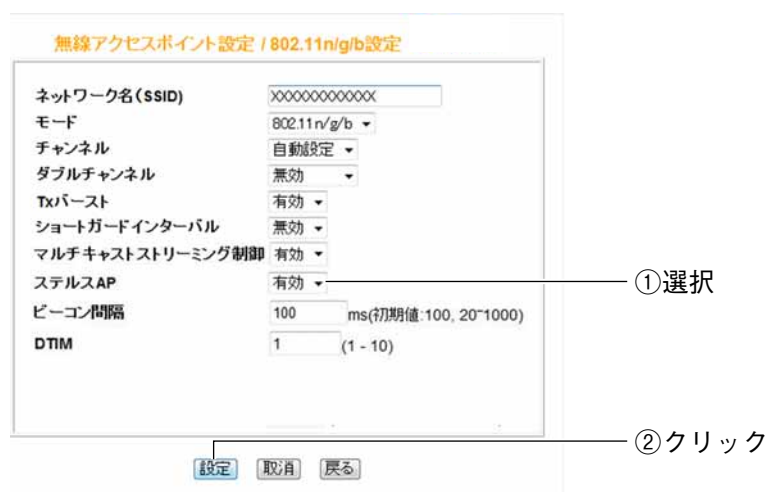 無線アクセスポイント設定 / 802.11n/g/b設定
ネットワーク名(SSID) XXXXXXXXXXXXX
モード 802.11n/g/b
チャンネル 自動設定
ダブルチャンネル 無効
Txバースト 有効
ショートガードインターバル 無効
マルチキャストストリーミング制御 有効
ステルスAP 有効 ①選択
ビーコン間隔 100 ms(初期値:100, 20~1000)
DTIM 1 (1 - 10)
設定 取消 戻る ②クリック